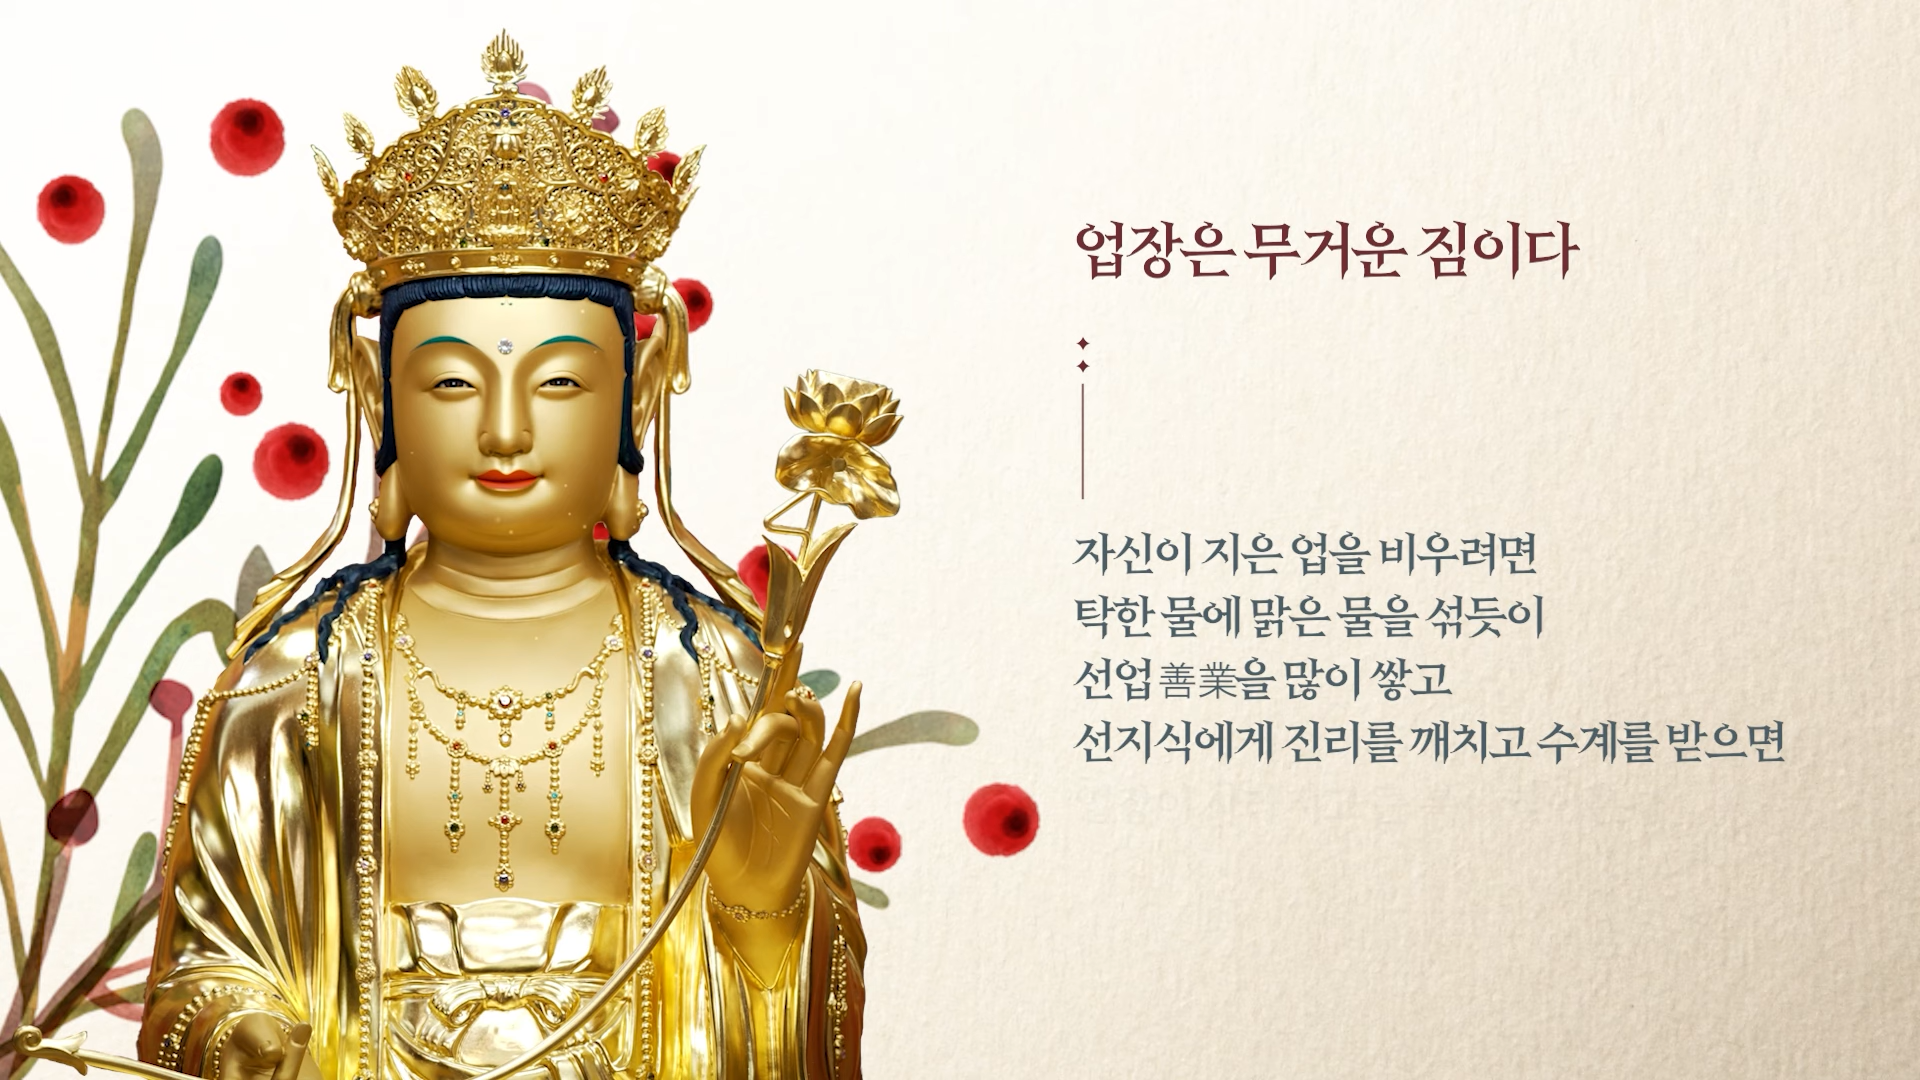 업장은 무거운 짐이다
자신이 지은 업을 비우려면
탁한 물에 맑은 물을 섞듯이
선업善業을 많이 쌓고
선지식에게 진리를 깨치고 수계를 받으면